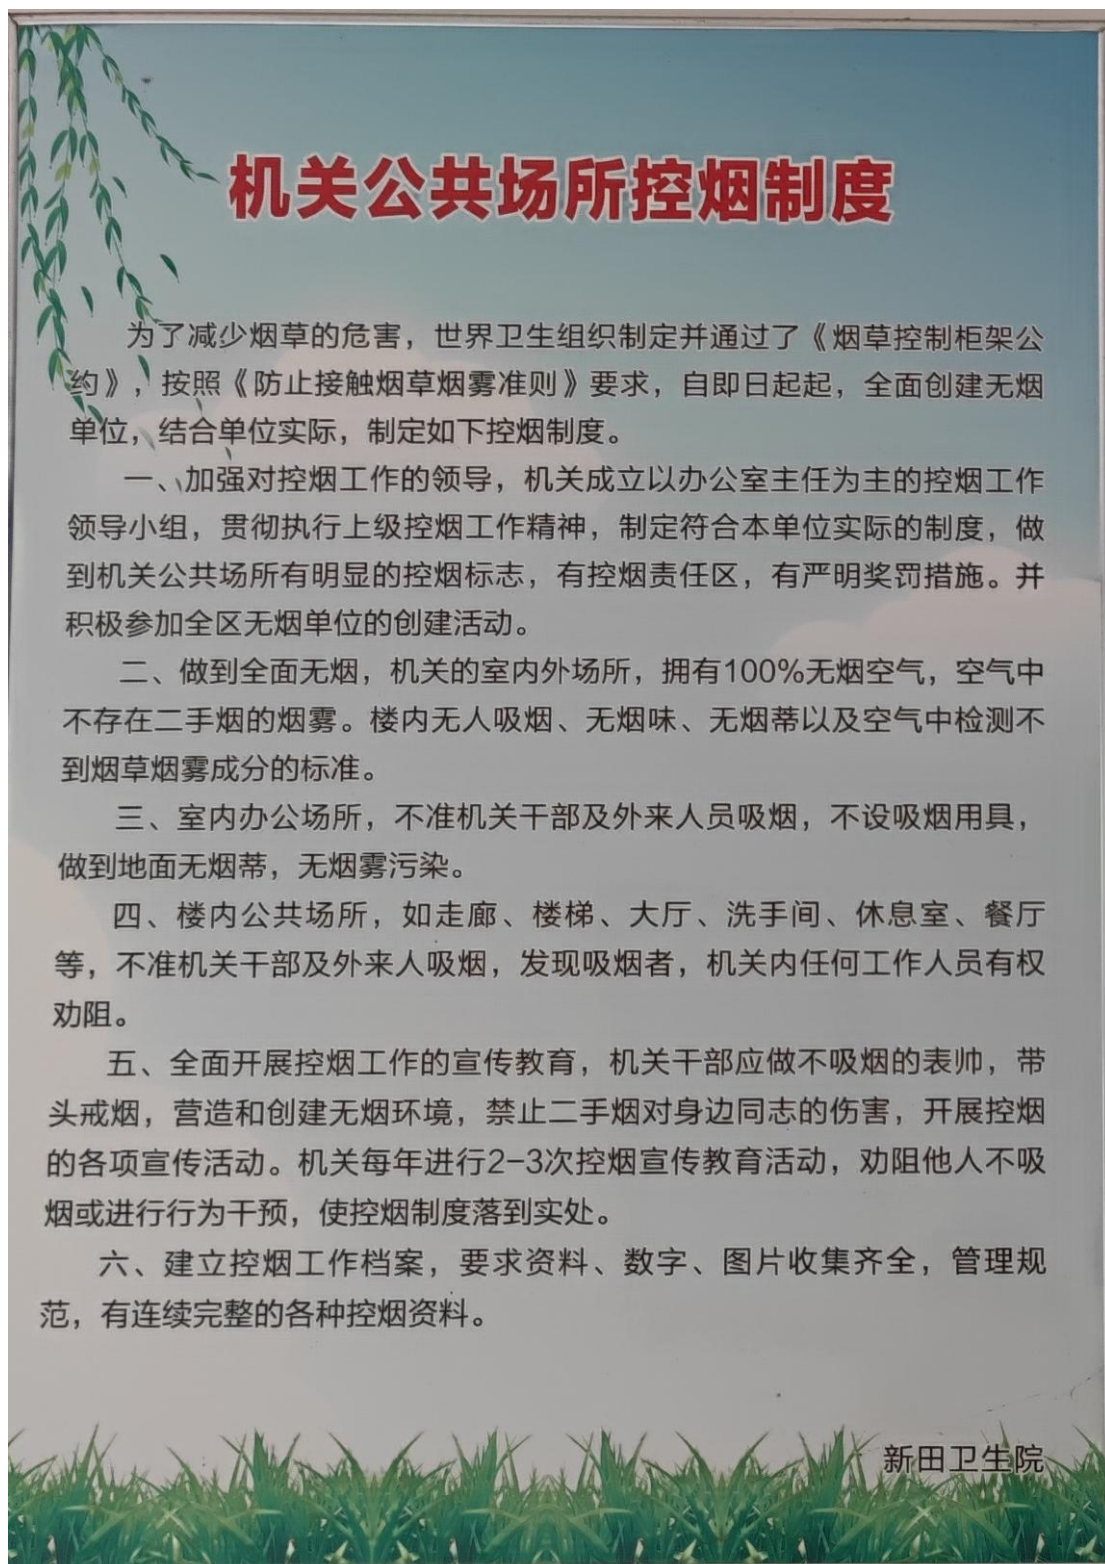 机关公共场所控烟制度
为了减少烟草的危害，世界卫生组织制定并通过了《烟草控制柜架公
约》，按照《防止接触烟草烟雾准则》要求，自即日起起，全面创建无烟
单位，结合单位实际，制定如下控烟制度。
一、加强对控烟工作的领导，机关成立以办公室主任为主的控烟工作
领导小组，贯彻执行上级控烟工作精神，制定符合本单位实际的制度，做
到机关公共场所有明显的控烟标志，有控烟责任区，有严明奖罚措施。并
积极参加全区无烟单位的创建活动。
二、做到全面无烟，机关的室内外场所，拥有100%无烟空气，空气中
不存在二手烟的烟雾。楼内无人吸烟、无烟味、无烟蒂以及空气中检测不
到烟草烟雾成分的标准。
三、室内办公场所，不准机关干部及外来人员吸烟，不设吸烟用具，
做到地面无烟蒂，无烟雾污染。
四、楼内公共场所，如走廊、楼梯、大厅、洗手间、休息室、餐厅
等，不准机关干部及外来人吸烟，发现吸烟者，机关内任何工作人员有权
劝阻。
五、全面开展控烟工作的宣传教育，机关干部应做不吸烟的表帅，带
头戒烟，营造和创建无烟环境，禁止二手烟对身边同志的伤害，开展控烟
的各项宣传活动。机关每年进行2-3次控烟宣传教育活动，劝阻他人不吸
烟或进行行为干预，使控烟制度落到实处。
六、建立控烟工作档案，要求资料、数字、图片收集齐全，管理规
范，有连续完整的各种控烟资料。
新田卫生院